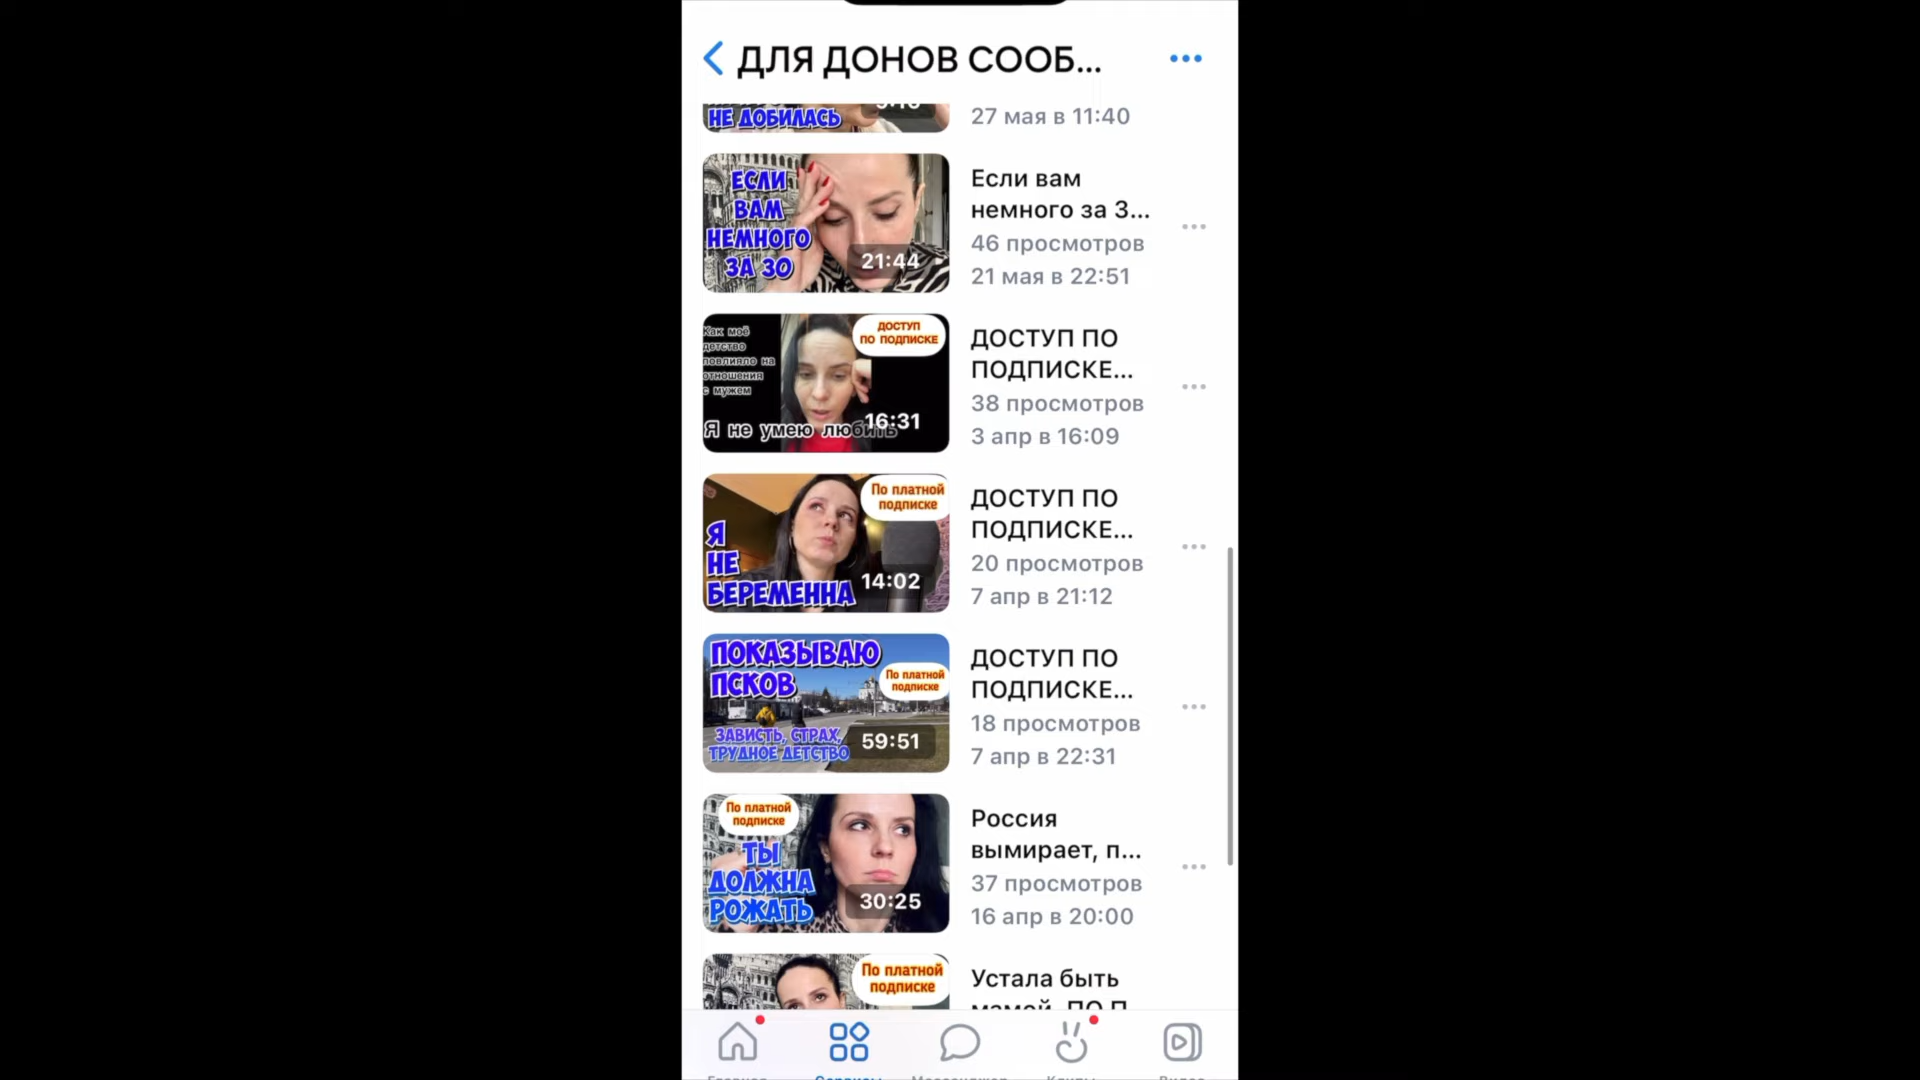 ДЛЯ ДОНОВ СООБ...
НЕ ДОБИЛАСЬ
27 мая в 11:40
ЕСЛИ
ВАМ
НЕМНОГО
ЗА 30
21:44
Если вам
немного за 3...
46 просмотров
21 мая в 22:51
Как моё
детство
повлияло на
отношения
с мужем
ДОСТУП
ПО ПОДПИСКЕ
Я не умею любить
16:31
ДОСТУП ПО
ПОДПИСКЕ...
38 просмотров
3 апр в 16:09
По платной
подписке
Я
НЕ
БЕРЕМЕННА
14:02
ДОСТУП ПО
ПОДПИСКЕ...
20 просмотров
7 апр в 21:12
ПОКАЗЫВАЮ
ПСКОВ
По платной
подписке
ЗАВИСТЬ, СТРАХ,
ТРУДНОЕ ДЕТСТВО
59:51
ДОСТУП ПО
ПОДПИСКЕ...
18 просмотров
7 апр в 22:31
По платной
подписке
ТЫ
ДОЛЖНА
РОЖАТЬ
30:25
Россия
вымирает, п...
37 просмотров
16 апр в 20:00
По платной
подписке
Устала быть